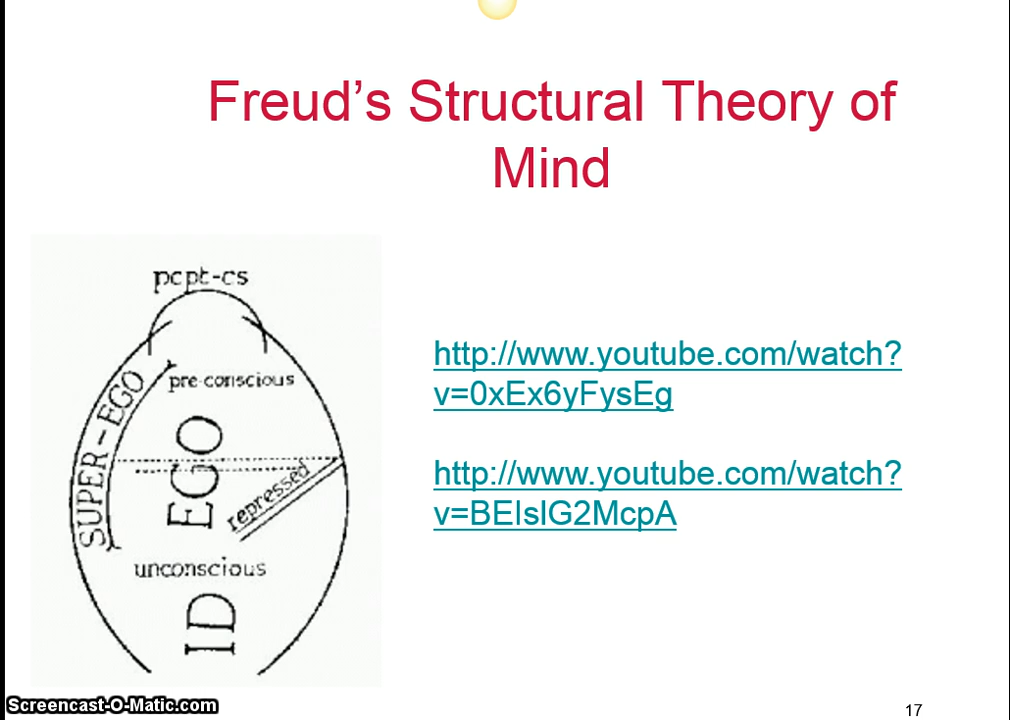 Freud’s Structural Theory of
Mind
pcpt-cs
pre-conscious
SUPER-EGO
EGO
repressed
unconscious
ID
http://www.youtube.com/watch?
v=0xEx6yFysEg
http://www.youtube.com/watch?
v=BEIsIG2McpA
Screencast-O-Matic.com
17